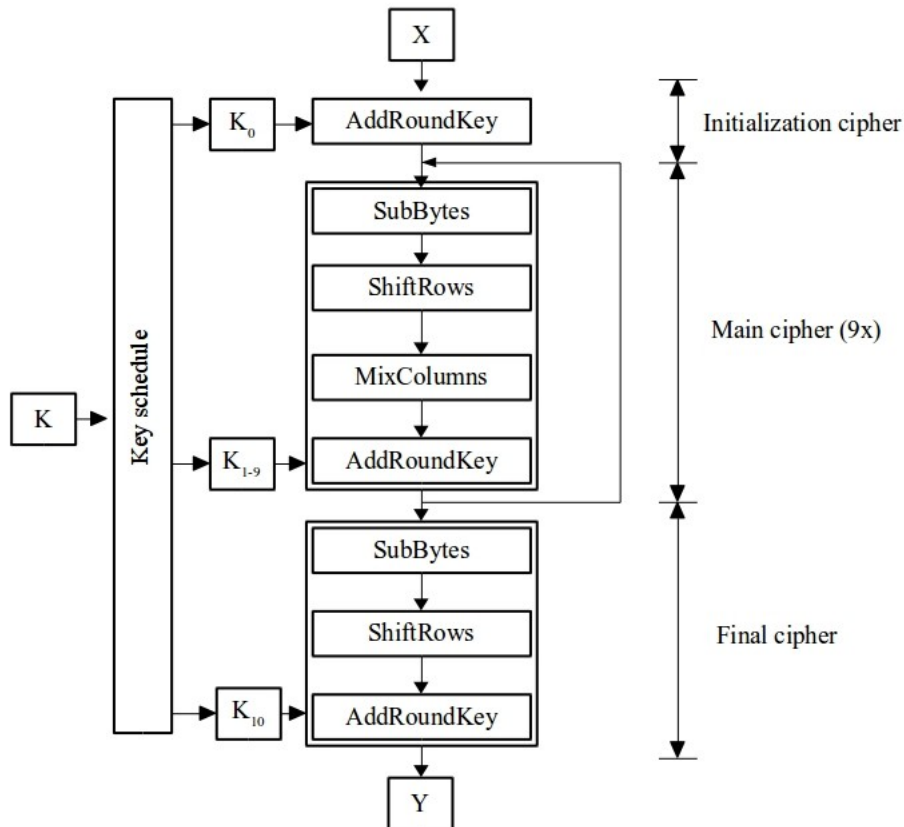 X
K₀
AddRoundKey
Initialization cipher
SubBytes
ShiftRows
Main cipher (9x)
MixColumns
K
Key schedule
K₁₋₉
AddRoundKey
SubBytes
ShiftRows
Final cipher
K₁₀
AddRoundKey
Y